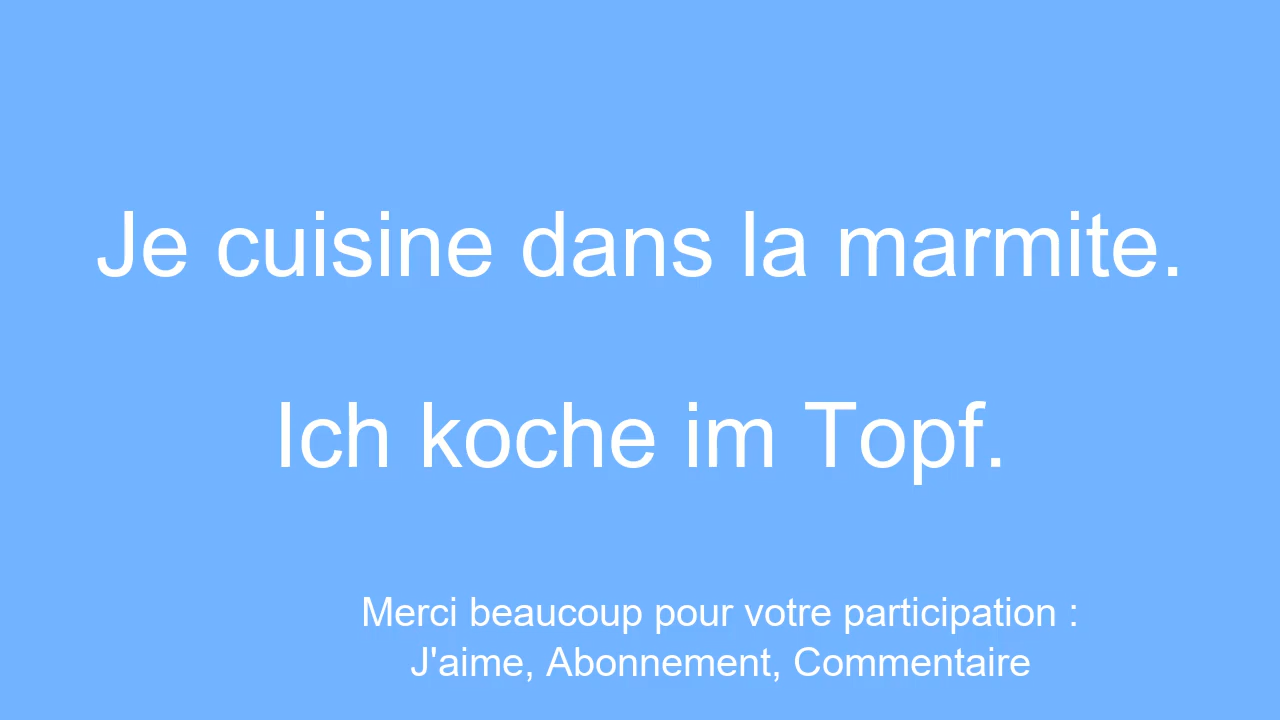 Je cuisine dans la marmite.
Ich koche im Topf.
Merci beaucoup pour votre participation :
J'aime, Abonnement, Commentaire